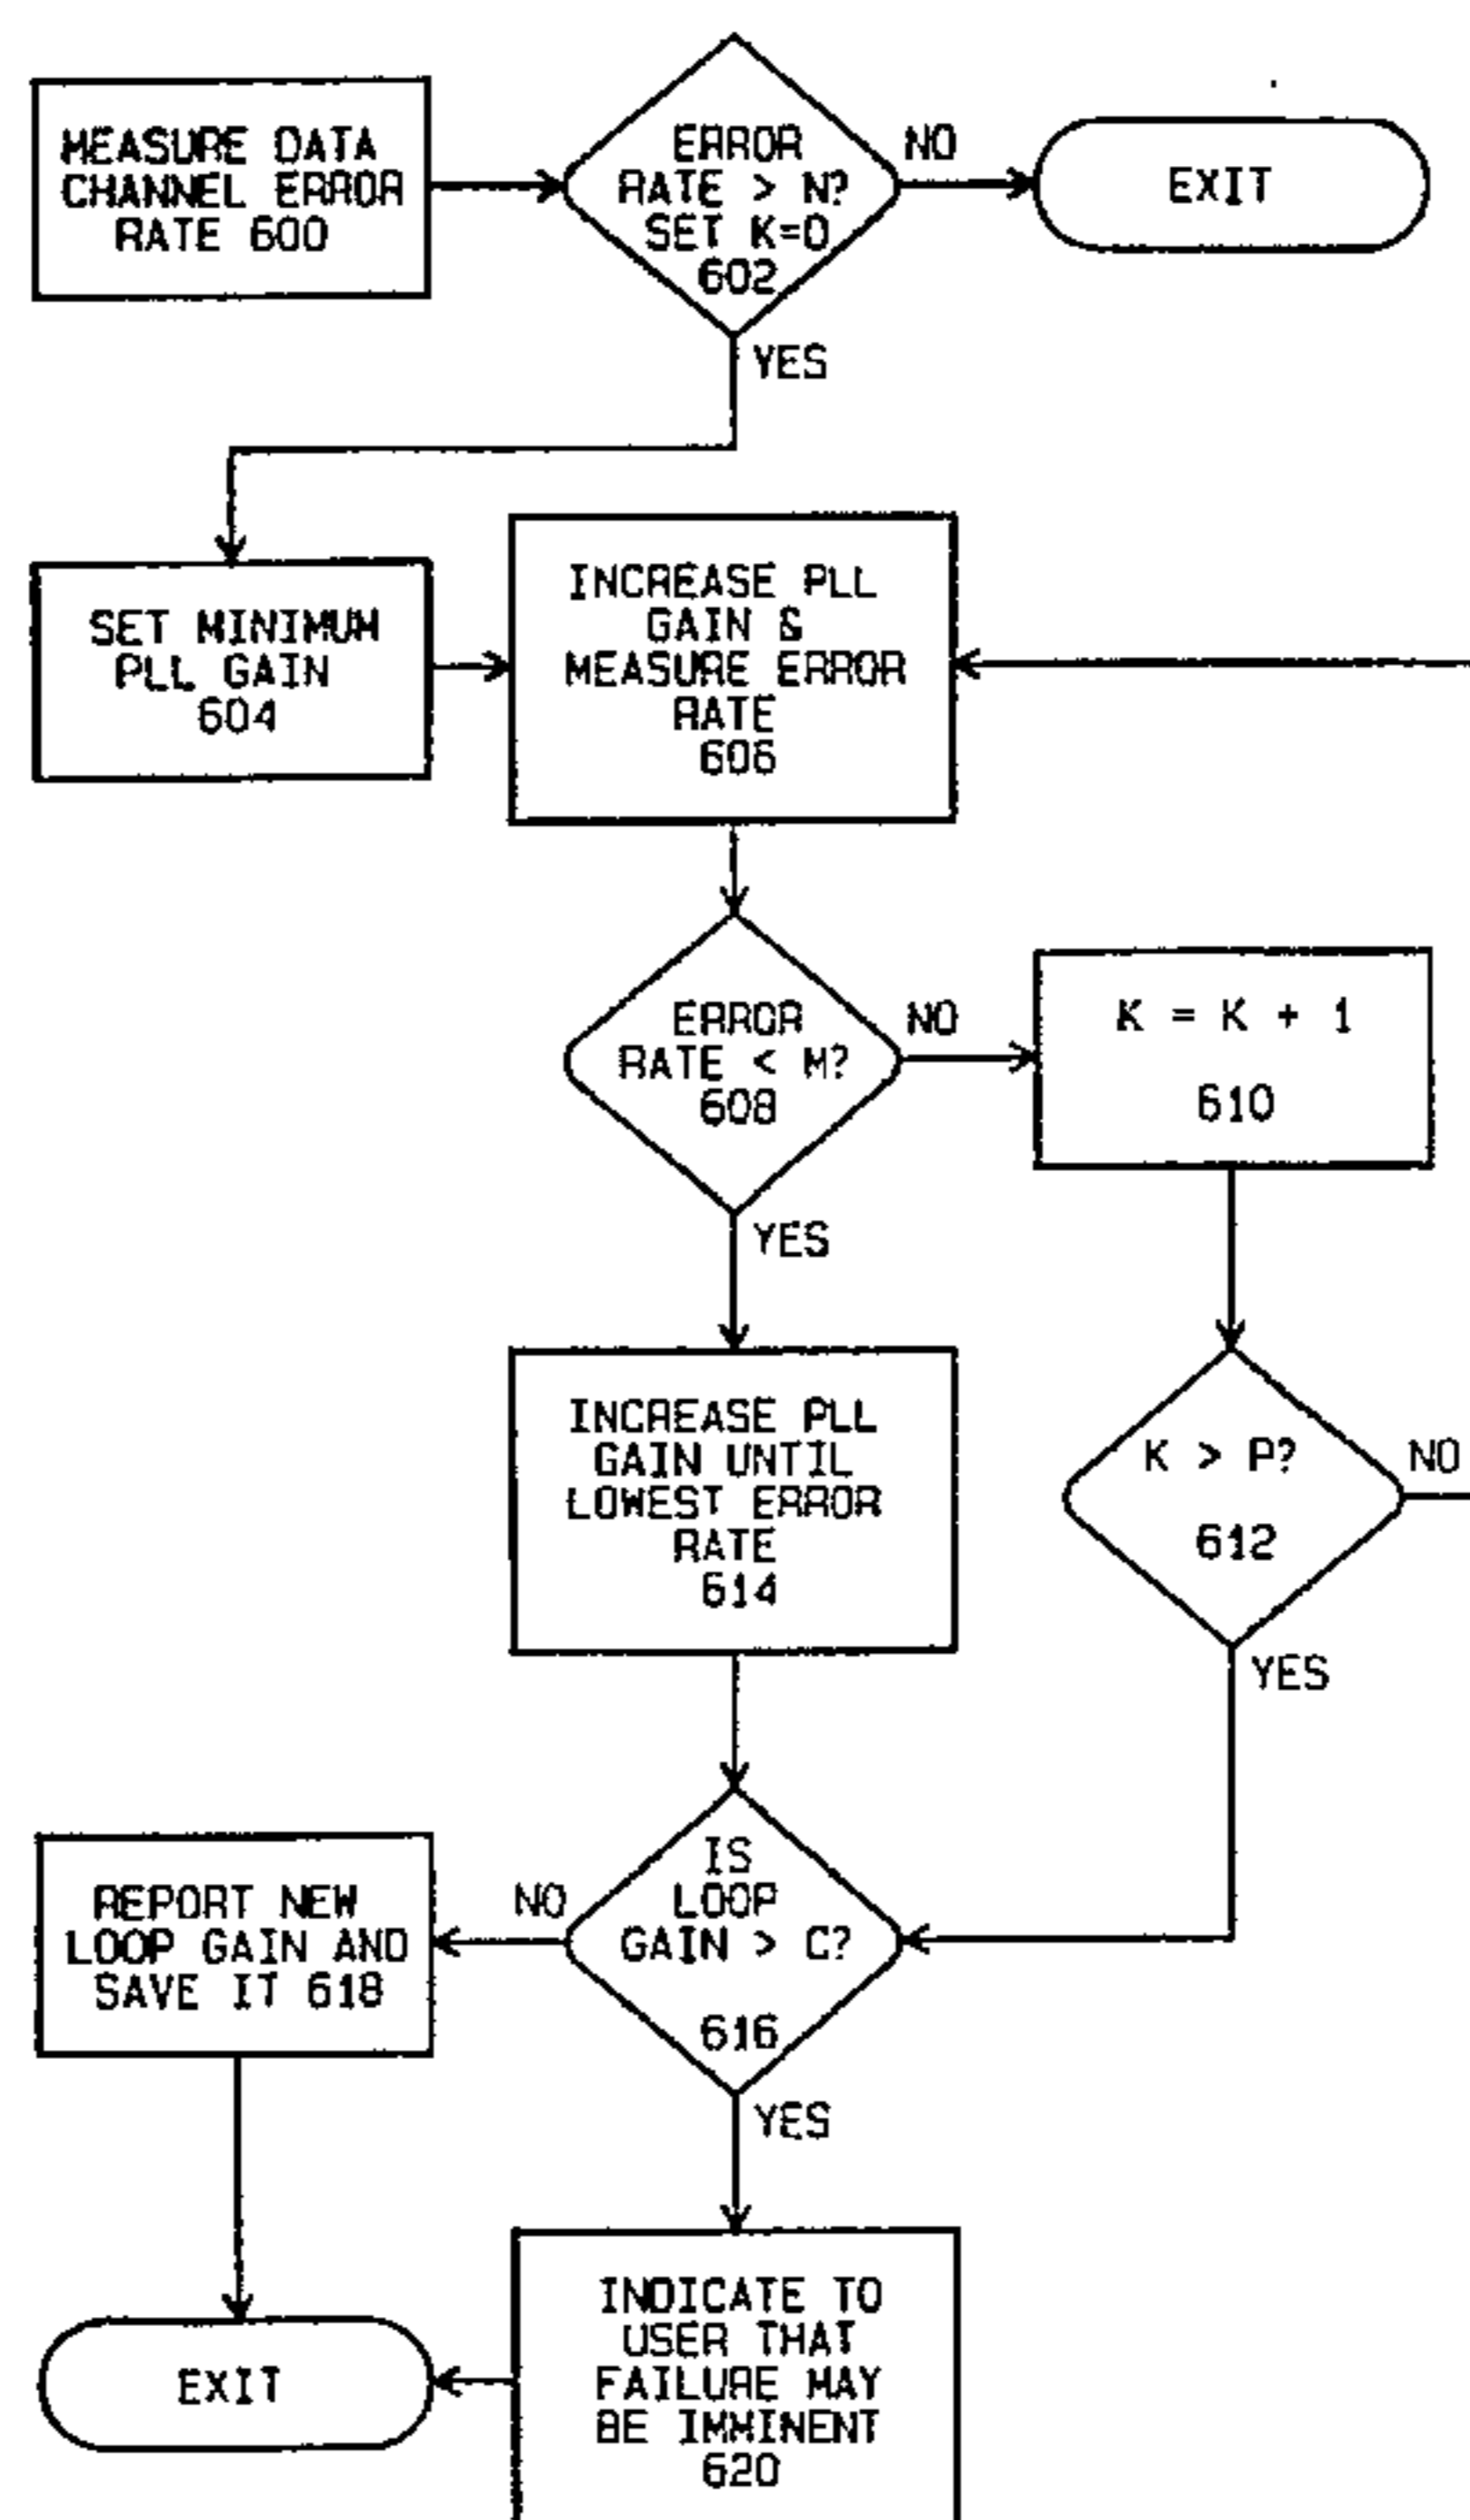 MEASURE DATA
CHANNEL ERROR
RATE 600
ERROR
RATE > N?
SET K=0
602
NO
EXIT
YES
SET MINIMUM
PLL GAIN
604
INCREASE PLL
GAIN &
MEASURE ERROR
RATE
606
ERROR
RATE < M?
608
NO
K = K + 1
610
YES
INCREASE PLL
GAIN UNTIL
LOWEST ERROR
RATE
614
K > P?
612
NO
YES
IS
LOOP
GAIN > C?
616
NO
REPORT NEW
LOOP GAIN AND
SAVE IT 618
YES
INDICATE TO
USER THAT
FAILURE MAY
BE IMMINENT
620
EXIT